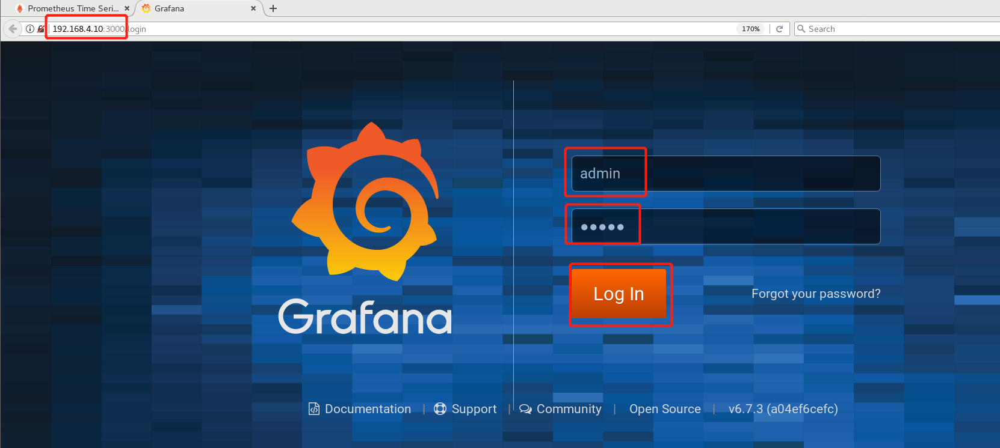 Prometheus Time Seri...
Grafana
192.168.4.10:3000/login
170%
Search
admin
Log In
Forgot your password?
Grafana
Documentation | Support | Community | Open Source | v6.7.3 (a04ef6cefc)